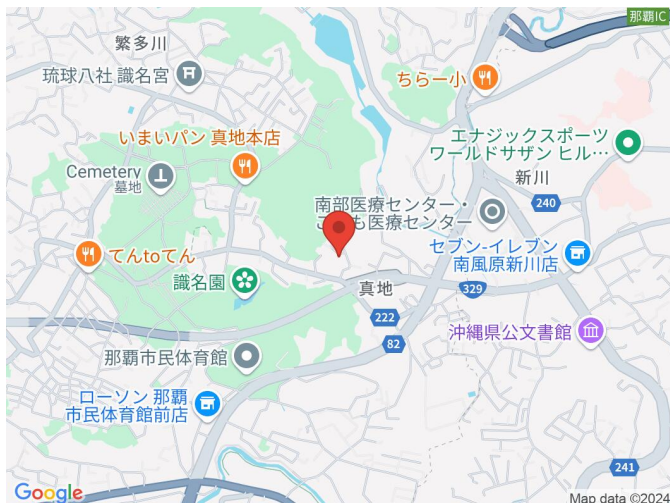 那覇IC
繁多川
琉球八社 識名宮
ちらー小
いまいパン 真地本店
エナジックスポーツ
ワールドサザン ヒル…
Cemetery
墓地
新川
240
南部医療センター・
こども医療センター
てんtoてん
セブン-イレブン
南風原新川店
識名園
真地
329
222
沖縄県公文書館
82
那覇市民体育館
ローソン 那覇
市民体育館前店
241
Google
Map data ©2024